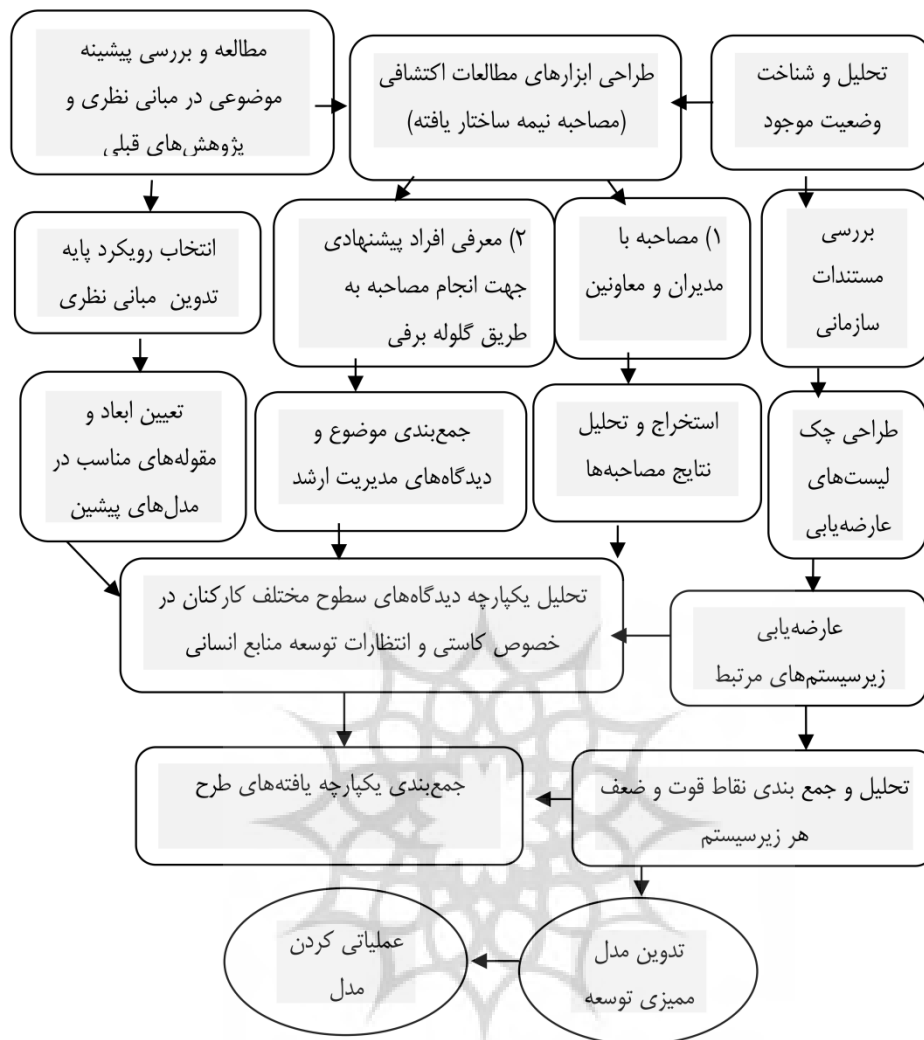 تحلیل و شناخت
وضعیت موجود
طراحی ابزارهای مطالعات اکتشافی
(مصاحبه نیمه ساختار یافته)
مطالعه و بررسی پیشینه
موضوعی در مبانی نظری و
پژوهش‌های قبلی
بررسی
مستندات
سازمانی
۱) مصاحبه با
مدیران و معاونین
۲) معرفی افراد پیشنهادی
جهت انجام مصاحبه به
طریق گلوله برفی
انتخاب رویکرد پایه
تدوین مبانی نظری
طراحی چک
لیست‌های
عارضه‌یابی
استخراج و تحلیل
نتایج مصاحبه‌ها
جمع‌بندی موضوع و
دیدگاه‌های مدیریت ارشد
تعیین ابعاد و
مقوله‌های مناسب در
مدل‌های پیشین
عارضه‌یابی
زیرسیستم‌های مرتبط
تحلیل یکپارچه دیدگاه‌های سطوح مختلف کارکنان در
خصوص کاستی و انتظارات توسعه منابع انسانی
تحلیل و جمع بندی نقاط قوت و ضعف
هر زیرسیستم
جمع‌بندی یکپارچه یافته‌های طرح
تدوین مدل
ممیزی توسعه
عملیاتی کردن
مدل